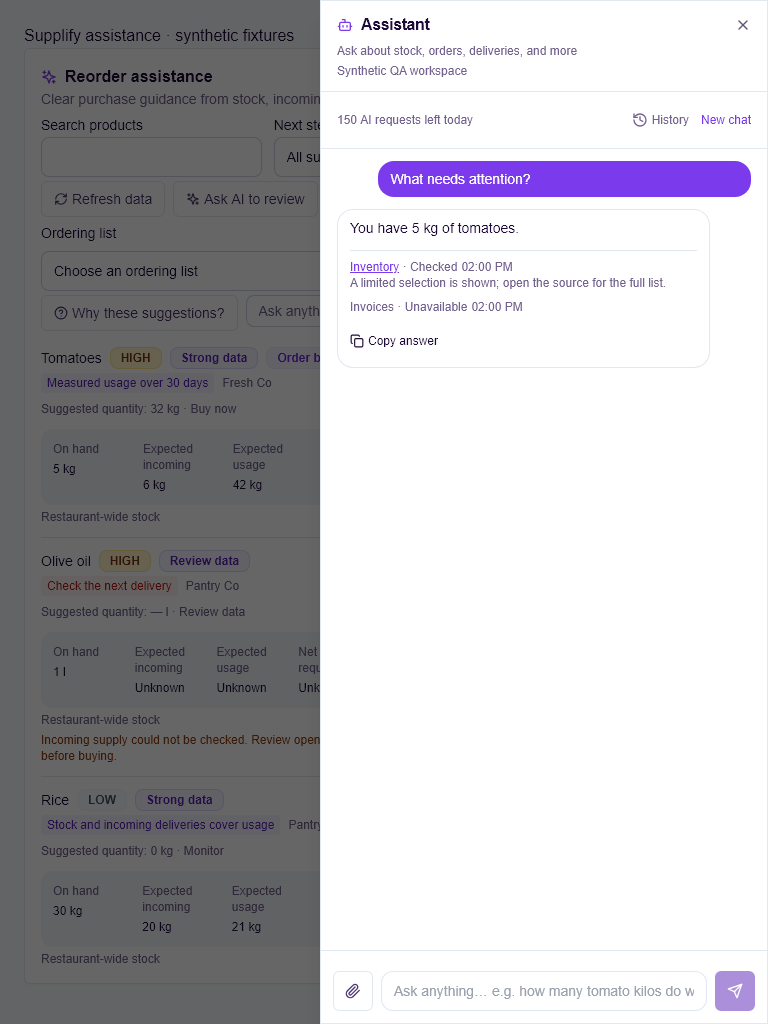 Supplify assistance · synthetic fixtures
Reorder assistance
Clear purchase guidance from stock, incomin
Search products
Next ste
All su
Refresh data
Ask AI to review
Ordering list
Choose an ordering list
Why these suggestions?
Ask anyth
Tomatoes HIGH Strong data Order b
Measured usage over 30 days Fresh Co
Suggested quantity: 32 kg · Buy now
On hand
5 kg
Expected
incoming
6 kg
Expected
usage
42 kg
Restaurant-wide stock
Olive oil HIGH Review data
Check the next delivery Pantry Co
Suggested quantity: — l · Review data
On hand
1 l
Expected
incoming
Unknown
Expected
usage
Unknown
Net
requ
Unk
Restaurant-wide stock
Incoming supply could not be checked. Review open
before buying.
Rice LOW Strong data
Stock and incoming deliveries cover usage Pantry
Suggested quantity: 0 kg · Monitor
On hand
30 kg
Expected
incoming
20 kg
Expected
usage
21 kg
Restaurant-wide stock
Assistant
Ask about stock, orders, deliveries, and more
Synthetic QA workspace
150 AI requests left today
History
New chat
What needs attention?
You have 5 kg of tomatoes.
Inventory · Checked 02:00 PM
A limited selection is shown; open the source for the full list.
Invoices · Unavailable 02:00 PM
Copy answer
Ask anything… e.g. how many tomato kilos do w